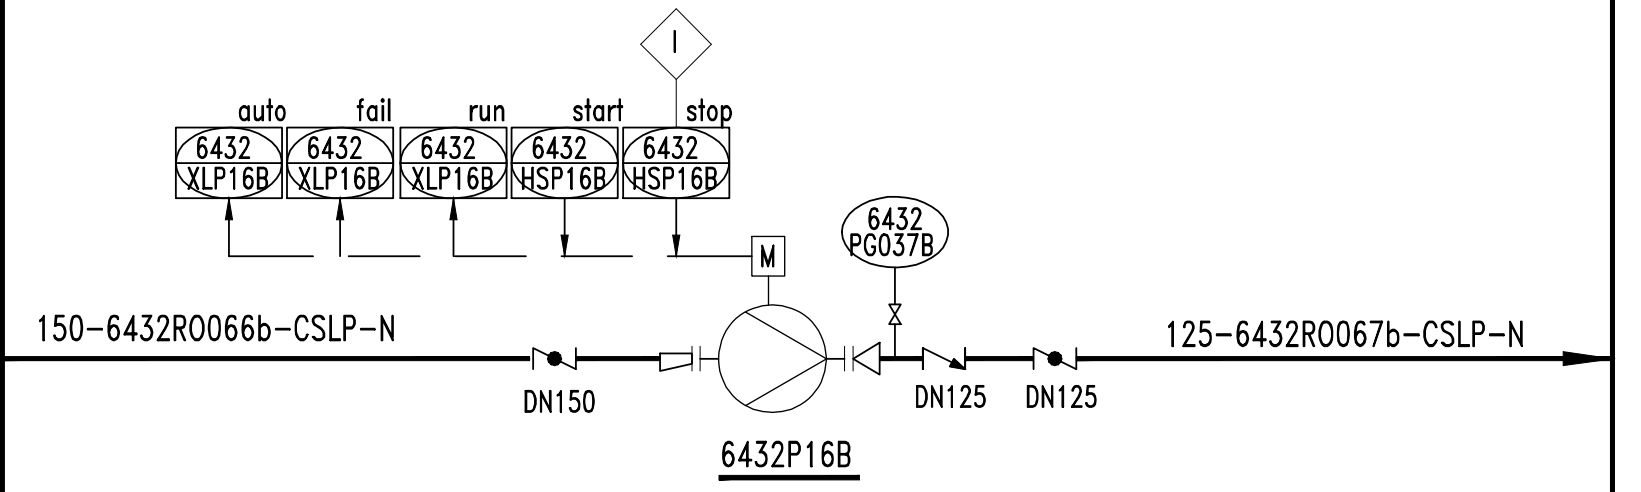 I
auto fail run start stop
6432 6432 6432 6432 6432
XLP16B XLP16B XLP16B HSP16B HSP16B
6432
PG037B
M
150-6432RO066b-CSLP-N
125-6432RO067b-CSLP-N
DN150
DN125
DN125
6432P16B